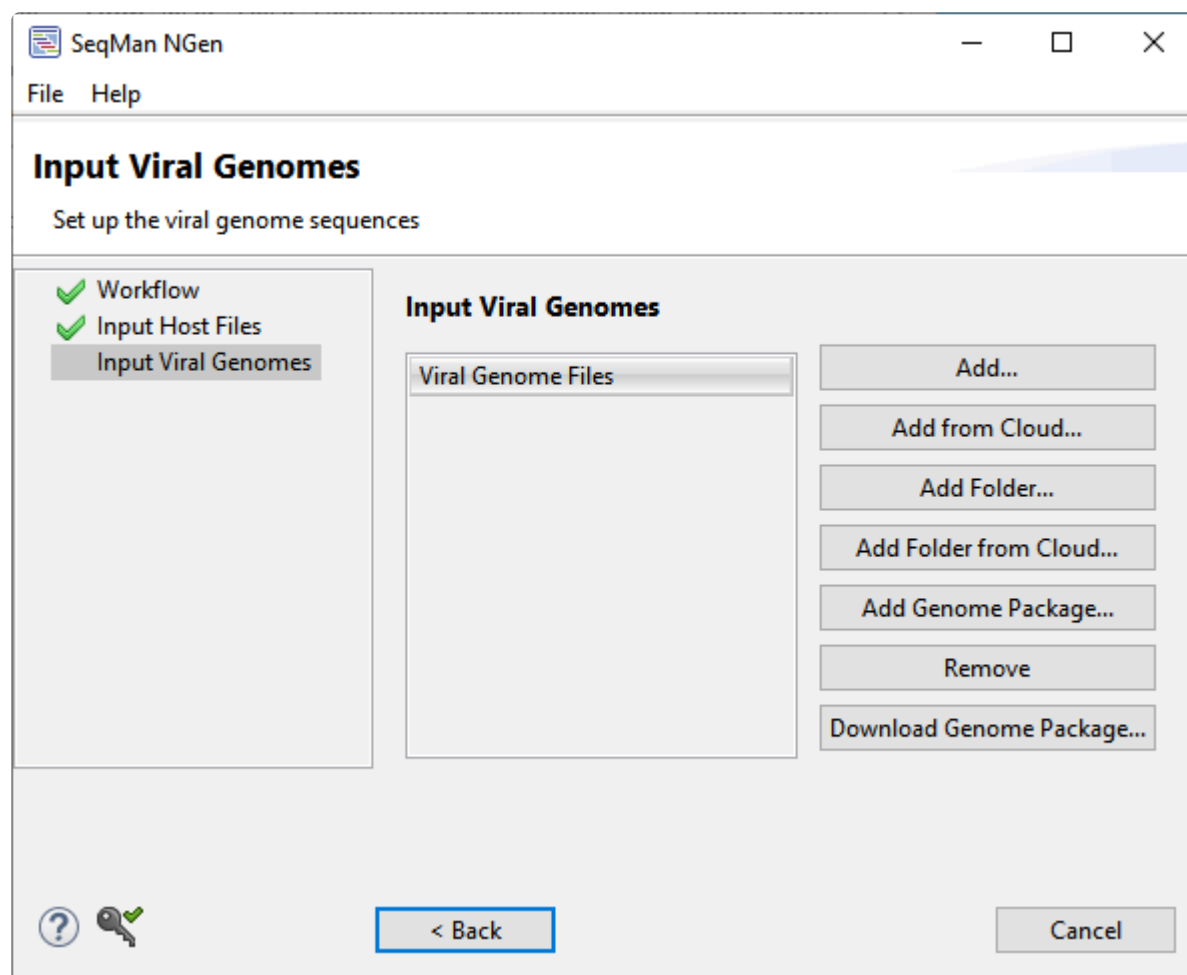 SeqMan NGen
File Help
Input Viral Genomes
Set up the viral genome sequences
Workflow
Input Host Files
Input Viral Genomes
Input Viral Genomes
Viral Genome Files
Add...
Add from Cloud...
Add Folder...
Add Folder from Cloud...
Add Genome Package...
Remove
Download Genome Package...
?
< Back
Cancel